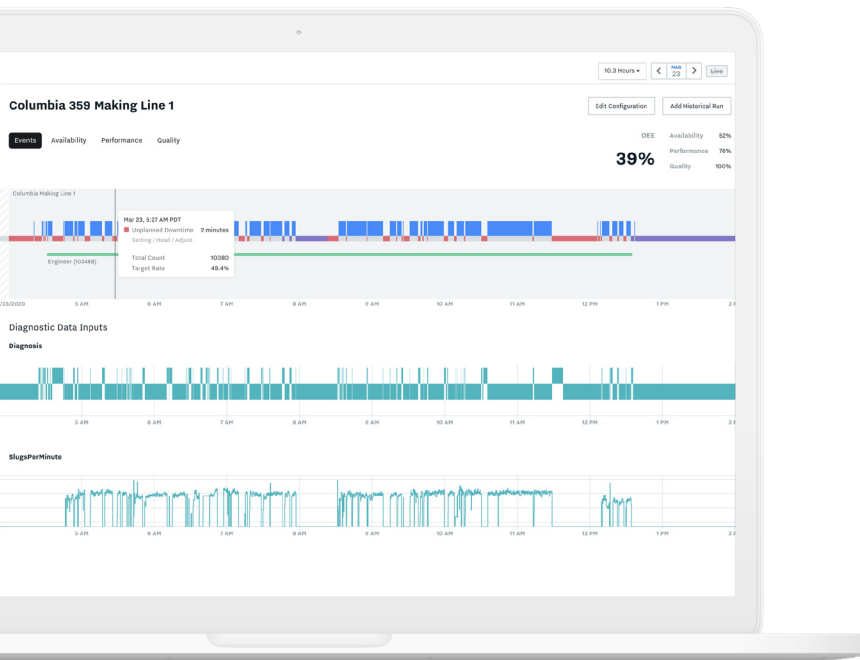 10.3 Hours
MAR
23
Live
Columbia 359 Making Line 1
Edit Configuration
Add Historical Run
Events
Availability
Performance
Quality
OEE
39%
Availability 52%
Performance 76%
Quality 100%
Columbia Making Line 1
Mar 23, 5:27 AM PDT
Unplanned Downtime 2 minutes
Setting / Head / Adjust
Total Count 10080
Target Rate 49.4%
Engineer (103498)
/23/2020 5 AM 6 AM 7 AM 8 AM 9 AM 10 AM 11 AM 12 PM 1 PM 2
Diagnostic Data Inputs
Diagnosis
5 AM 6 AM 7 AM 8 AM 9 AM 10 AM 11 AM 12 PM 1 PM 2
SlugsPerMinute
5 AM 6 AM 7 AM 8 AM 9 AM 10 AM 11 AM 12 PM 1 PM 2